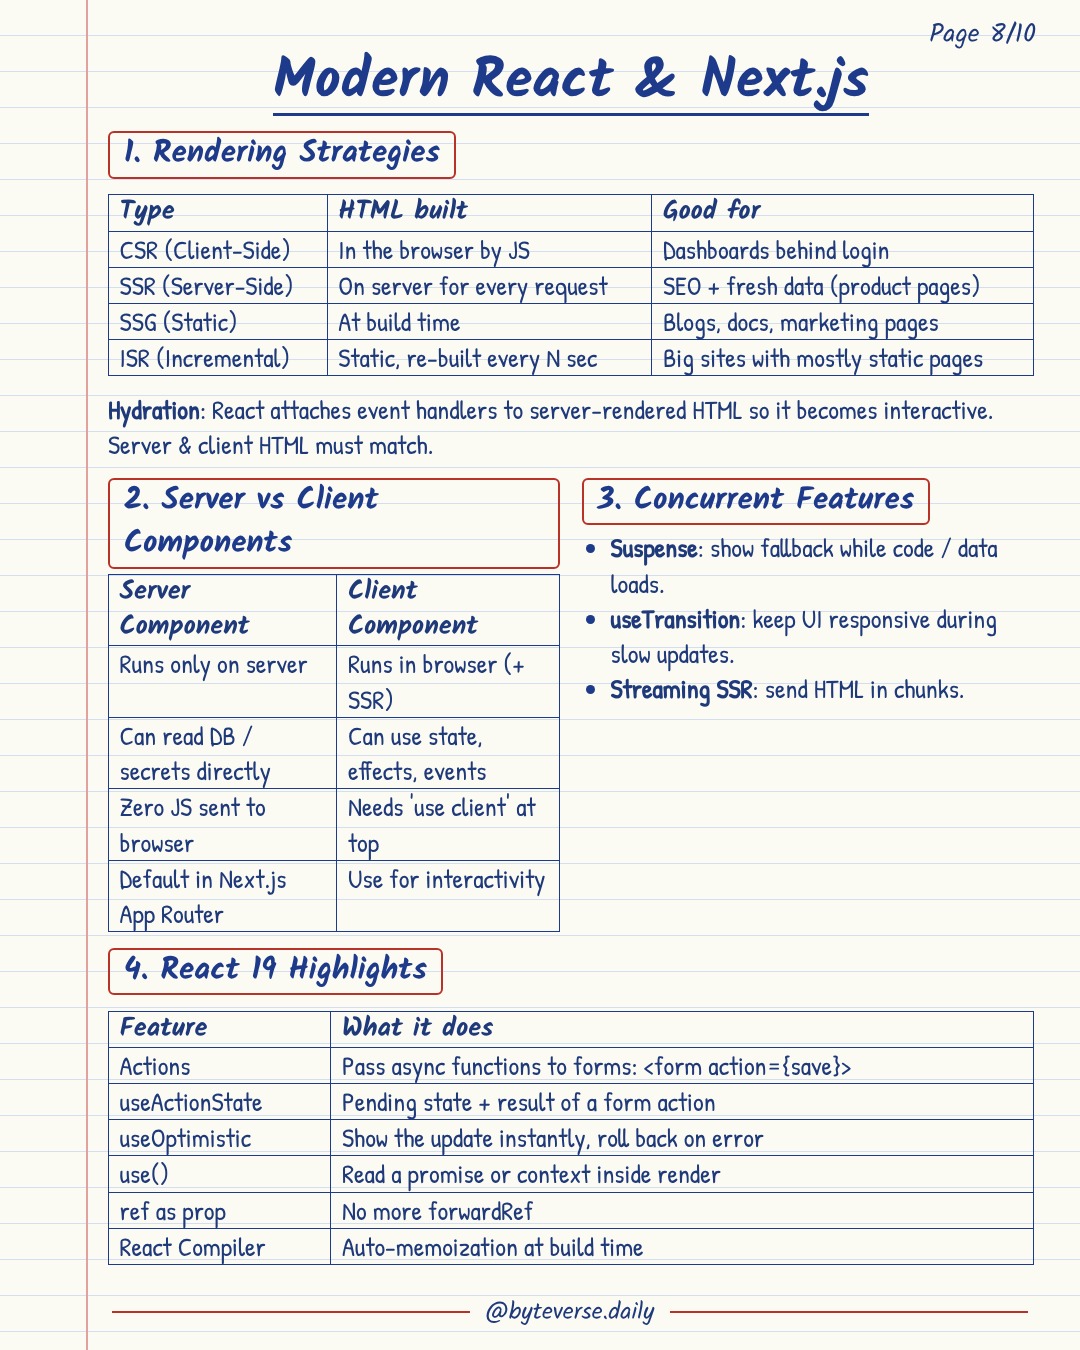 Page 8/10
Modern React & Next.js
1. Rendering Strategies
Type HTML built Good for
CSR (Client-Side) In the browser by JS Dashboards behind login
SSR (Server-Side) On server for every request SEO + fresh data (product pages)
SSG (Static) At build time Blogs, docs, marketing pages
ISR (Incremental) Static, re-built every N sec Big sites with mostly static pages
Hydration: React attaches event handlers to server-rendered HTML so it becomes interactive.
Server & client HTML must match.
2. Server vs Client
Components
Server
Component
Client
Component
Runs only on server
Runs in browser (+
SSR)
Can read DB /
secrets directly
Can use state,
effects, events
Zero JS sent to
browser
Needs 'use client' at
top
Default in Next.js
App Router
Use for interactivity
3. Concurrent Features
• Suspense: show fallback while code / data
loads.
• useTransition: keep UI responsive during
slow updates.
• Streaming SSR: send HTML in chunks.
4. React 19 Highlights
Feature What it does
Actions Pass async functions to forms: <form action={save}>
useActionState Pending state + result of a form action
useOptimistic Show the update instantly, roll back on error
use() Read a promise or context inside render
ref as prop No more forwardRef
React Compiler Auto-memoization at build time
@byteverse.daily